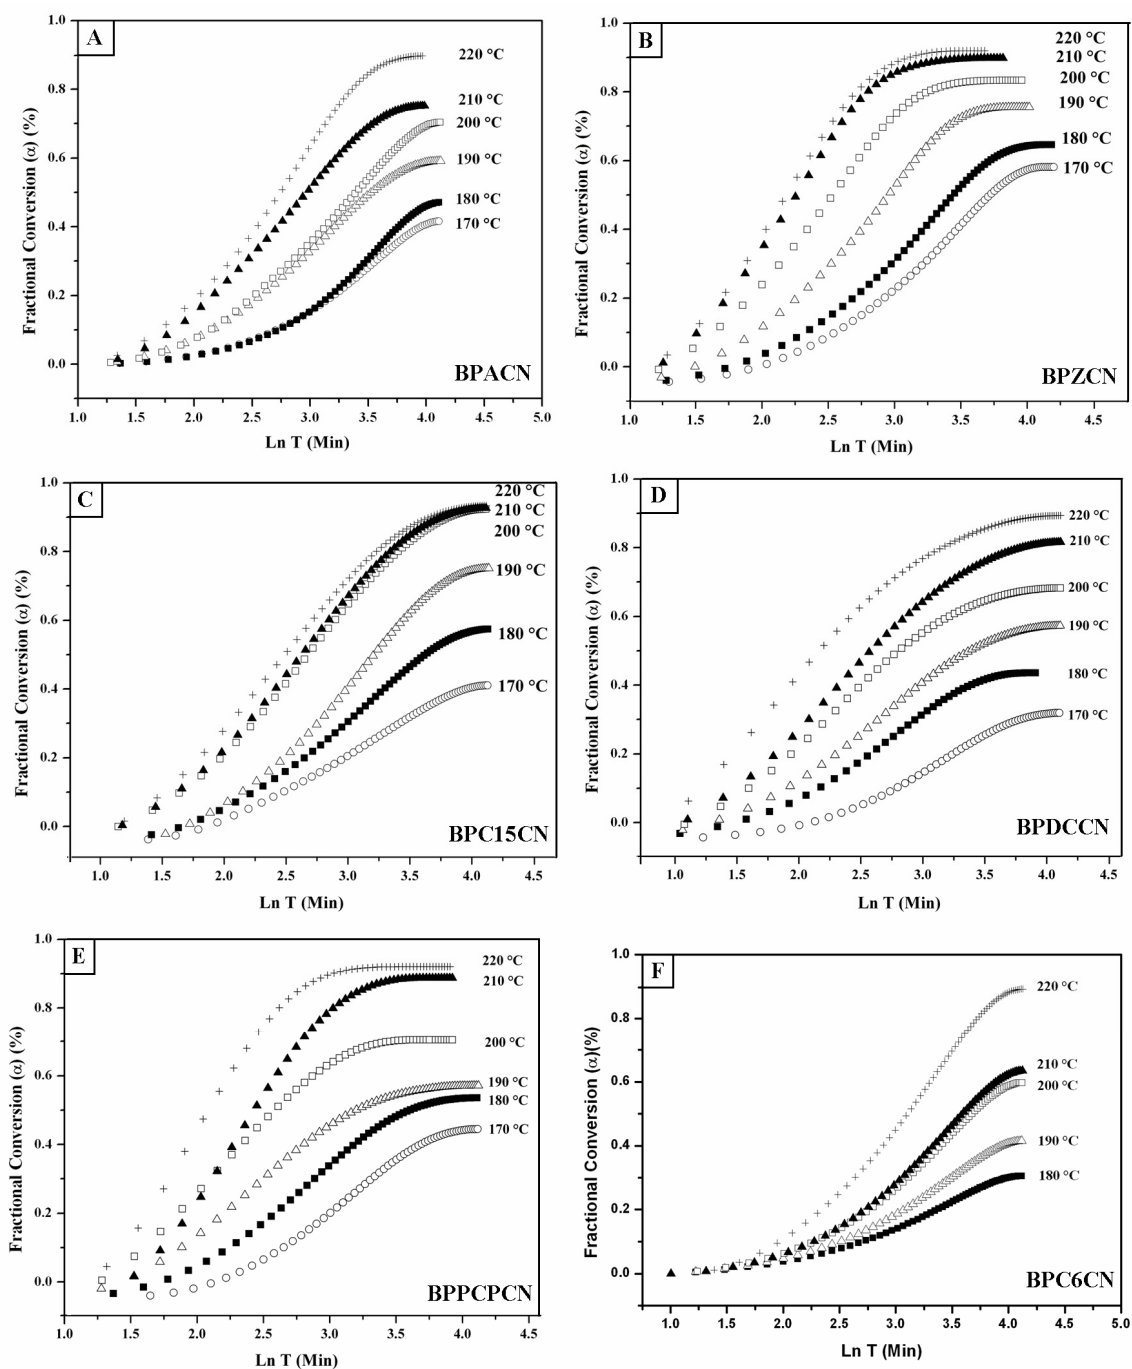 A
220 °C
210 °C
200 °C
190 °C
180 °C
170 °C
BPACN
Fractional Conversion (α) (%)
1.0
0.8
0.6
0.4
0.2
0.0
1.0 1.5 2.0 2.5 3.0 3.5 4.0 4.5 5.0
Ln T (Min)
B
220 °C
210 °C
200 °C
190 °C
180 °C
170 °C
BPZCN
Fractional Conversion (α) (%)
1.0
0.8
0.6
0.4
0.2
0.0
1.0 1.5 2.0 2.5 3.0 3.5 4.0 4.5
Ln T (Min)
C
220 °C
210 °C
200 °C
190 °C
180 °C
170 °C
BPC15CN
Fractional Conversion (α) (%)
1.0
0.8
0.6
0.4
0.2
0.0
1.0 1.5 2.0 2.5 3.0 3.5 4.0 4.5
Ln T (Min)
D
220 °C
210 °C
200 °C
190 °C
180 °C
170 °C
BPDCCN
Fractional Conversion (α) (%)
1.0
0.8
0.6
0.4
0.2
0.0
1.0 1.5 2.0 2.5 3.0 3.5 4.0 4.5
Ln T (Min)
E
220 °C
210 °C
200 °C
190 °C
180 °C
170 °C
BPPCPCN
Fractional Conversion (α) (%)
1.0
0.8
0.6
0.4
0.2
0.0
1.0 1.5 2.0 2.5 3.0 3.5 4.0 4.5
Ln T (Min)
F
220 °C
210 °C
200 °C
190 °C
180 °C
BPC6CN
Fractional Conversion (α)(%)
1.0
0.8
0.6
0.4
0.2
0.0
1.0 1.5 2.0 2.5 3.0 3.5 4.0 4.5 5.0
Ln T (Min)